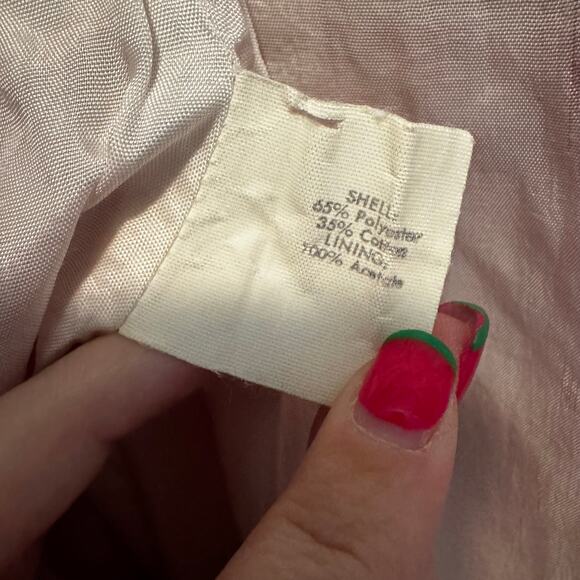 SHELL:
65% Polyester
35% Cotton
LINING:
100% Acetate